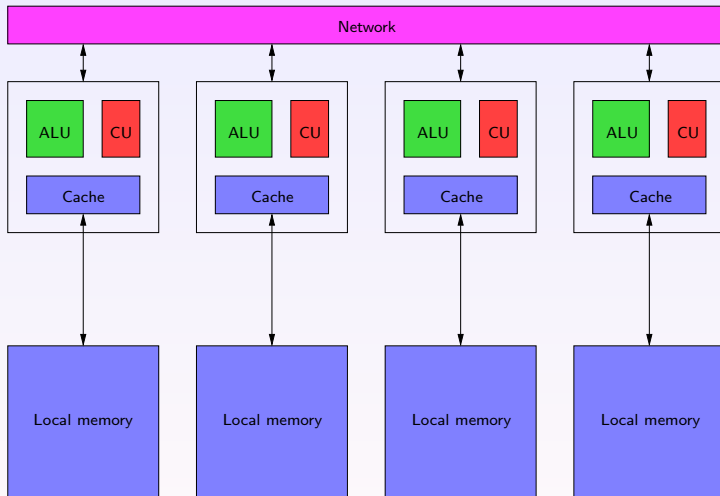 Network
ALU CU ALU CU ALU CU ALU CU
Cache Cache Cache Cache
Local memory Local memory Local memory Local memory